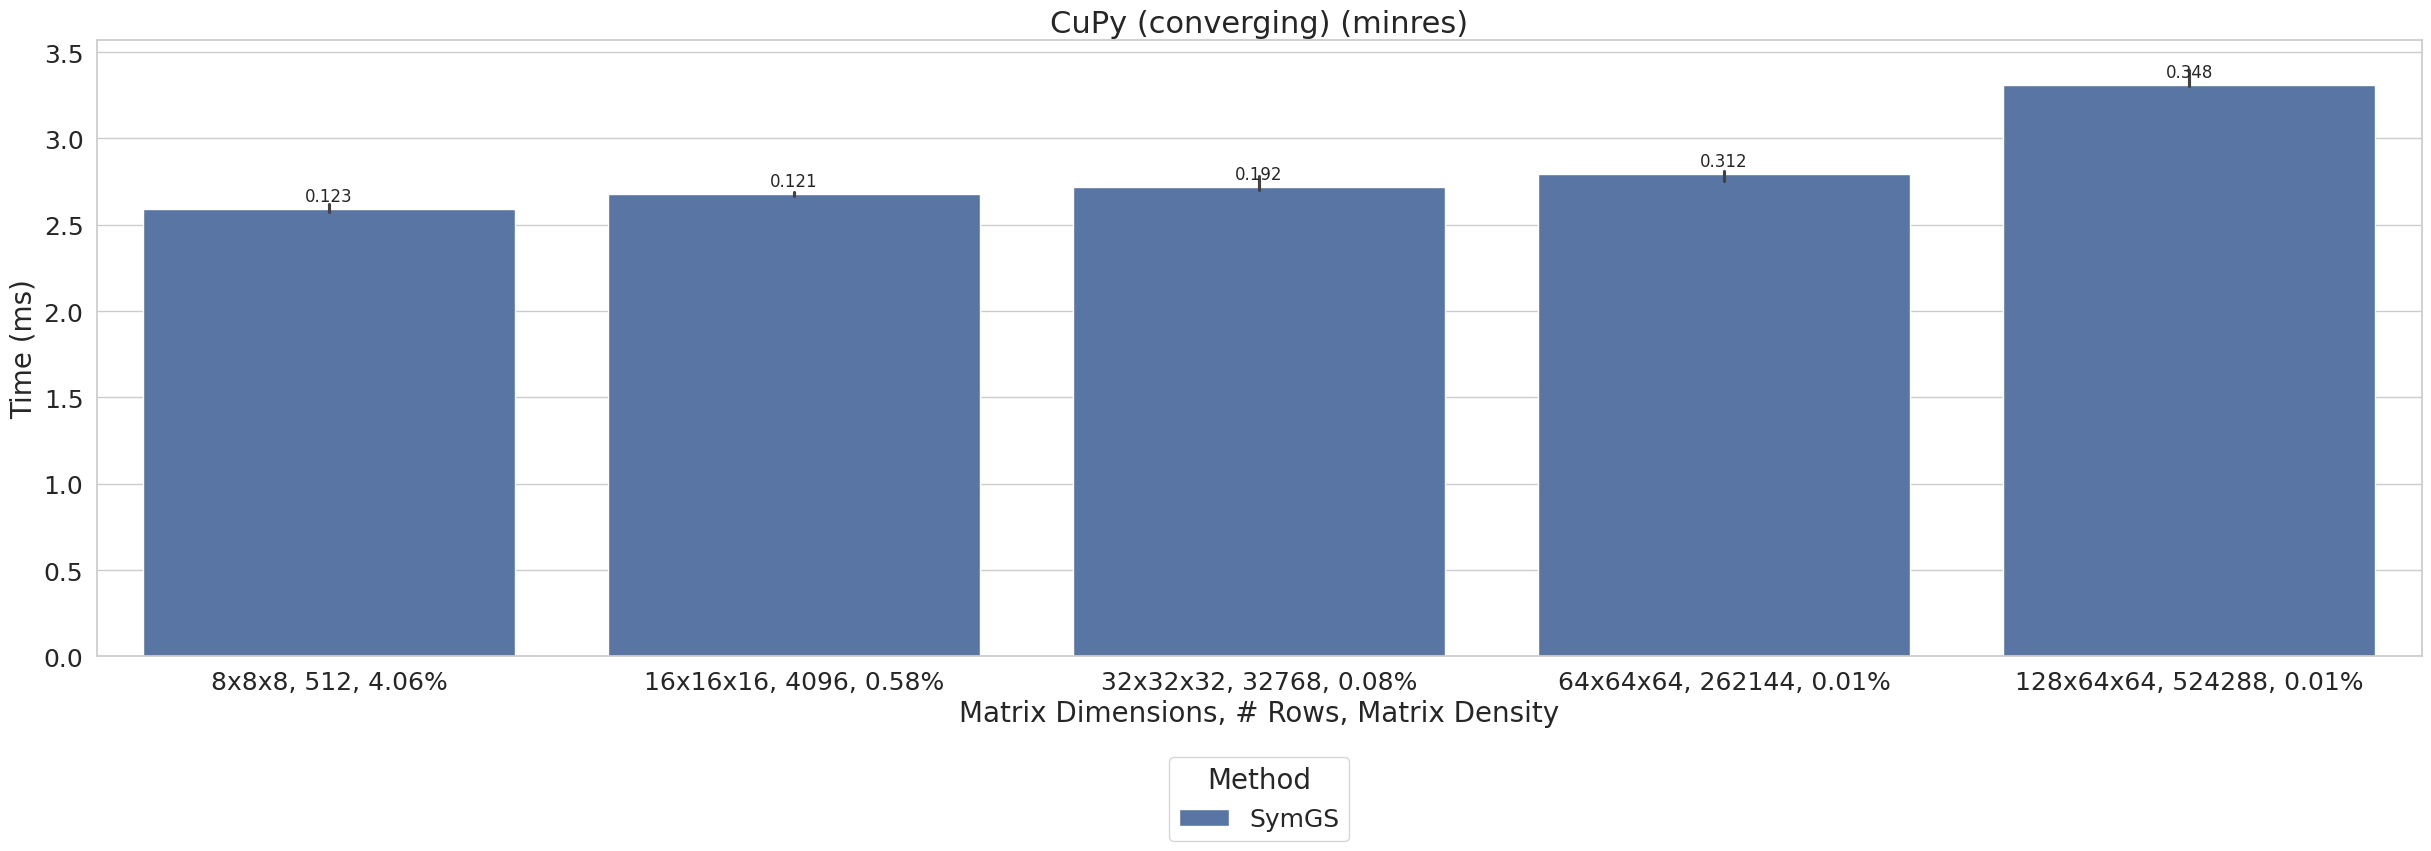 CuPy (converging) (minres)
3.5
3.0
2.5
2.0
1.5
1.0
0.5
0.0
Time (ms)
0.123
0.121
0.192
0.312
0.348
8x8x8, 512, 4.06%
16x16x16, 4096, 0.58%
32x32x32, 32768, 0.08%
64x64x64, 262144, 0.01%
128x64x64, 524288, 0.01%
Matrix Dimensions, # Rows, Matrix Density
Method
SymGS